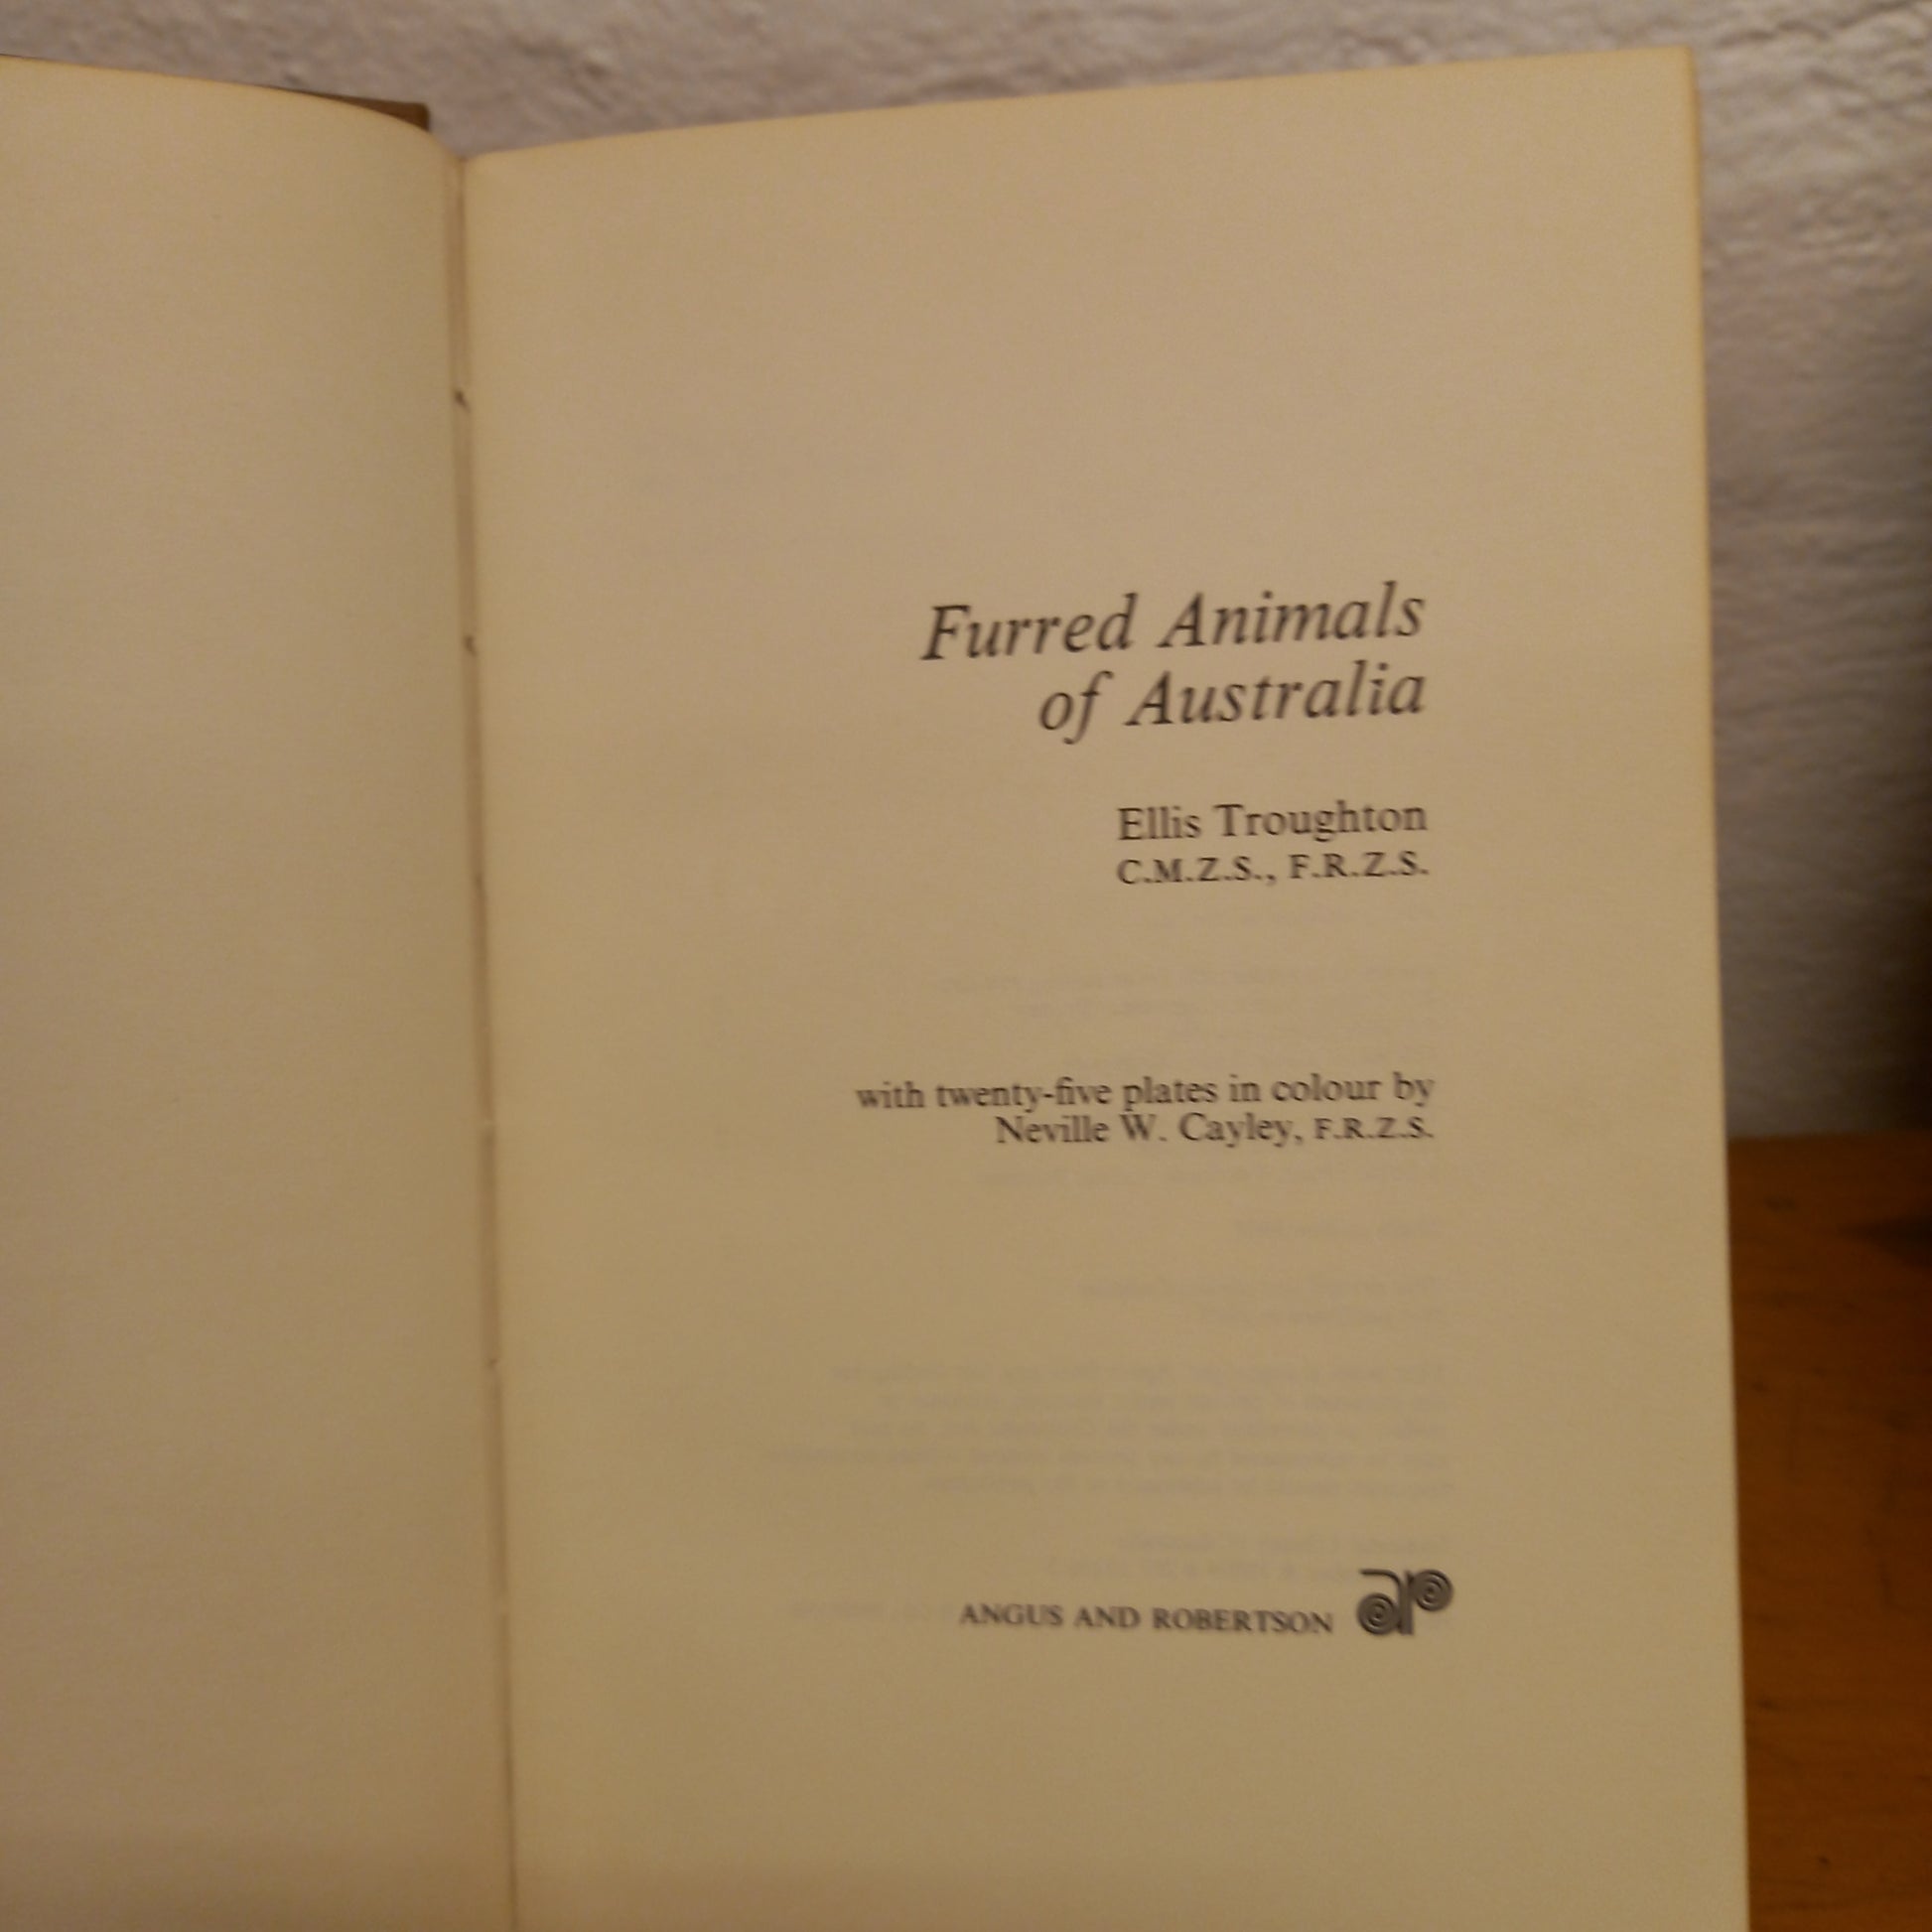 Furred Animals
of Australia
Ellis Troughton
C.M.Z.S., F.R.Z.S.
with twenty-five plates in colour by
Neville W. Cayley, F.R.Z.S.
ANGUS AND ROBERTSON